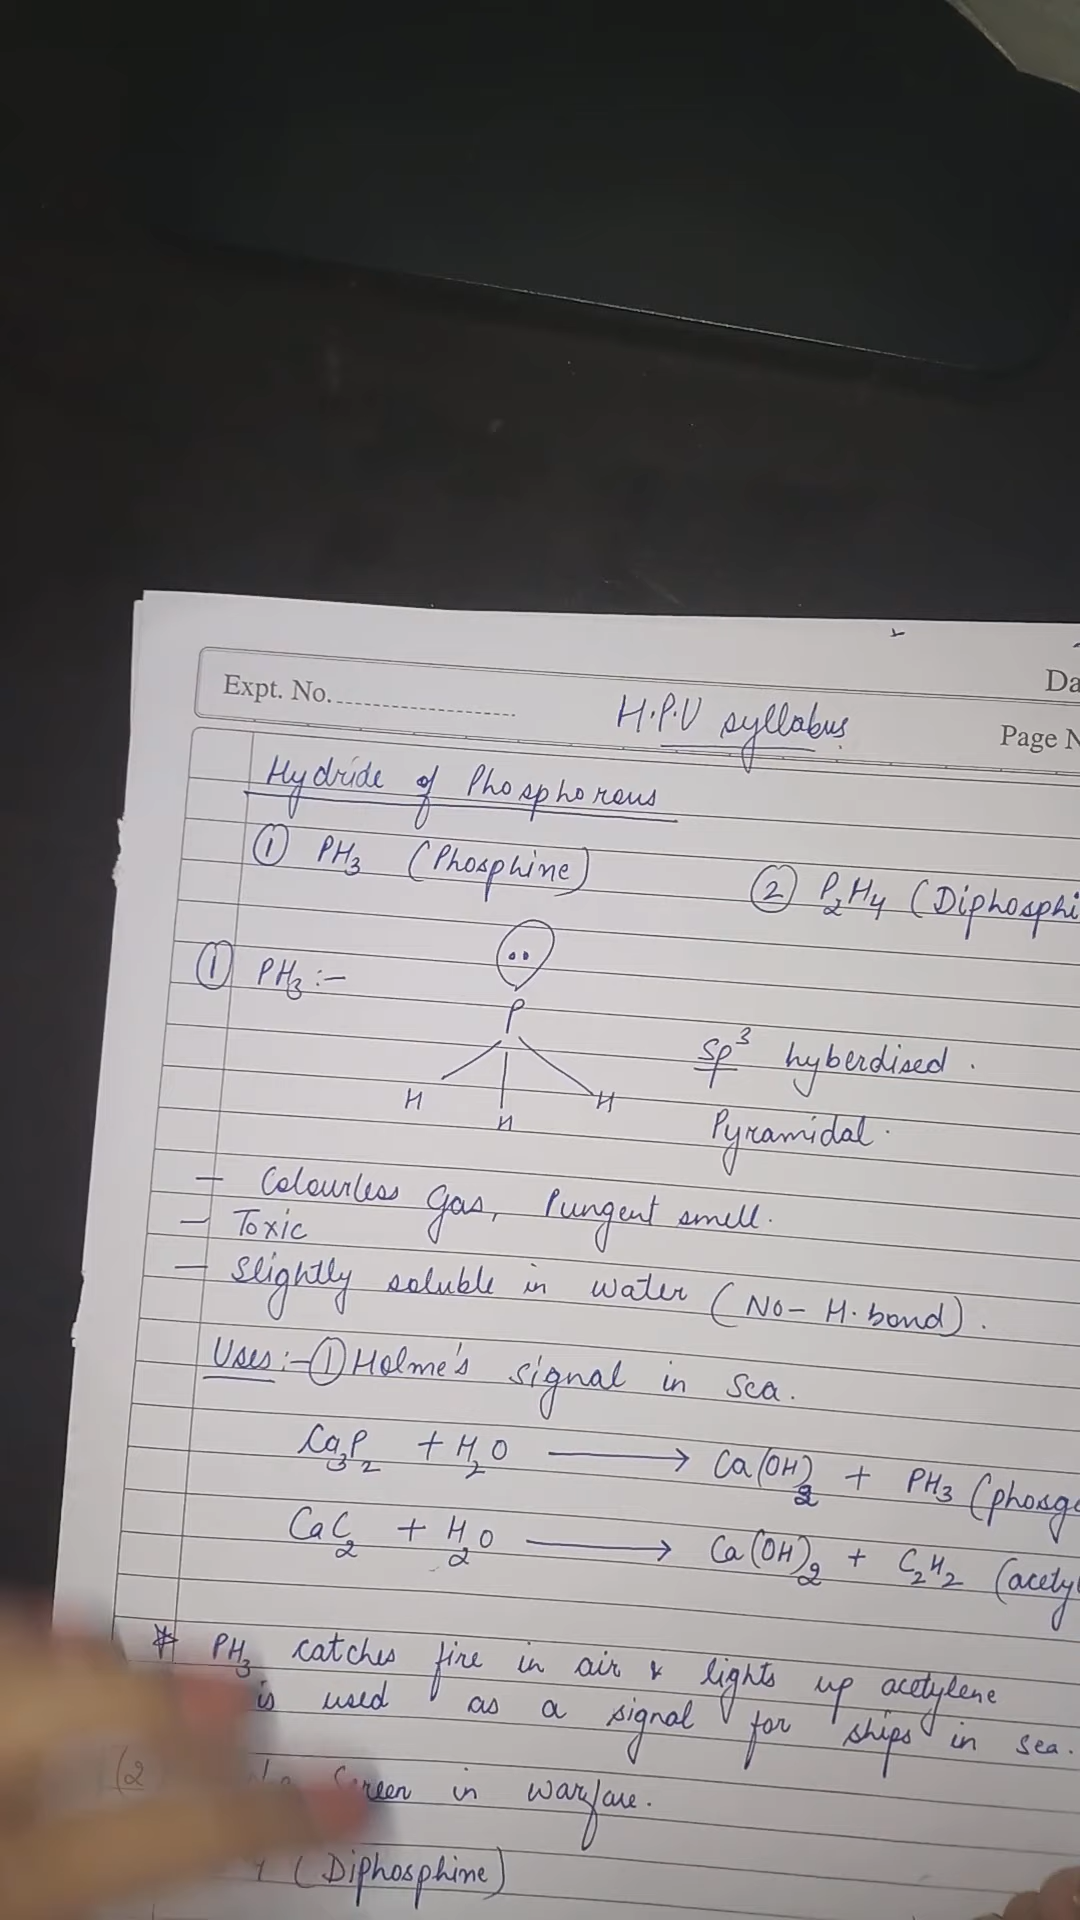 Expt. No.
Da
H.P.U syllabus
Page N
Hydride of Phosphorous
① PH3 (Phosphine)
② P2H4 (Diphosphi
① PH3 :-
P
H H H
Sp³ hyberdised.
Pyramidal.
- Colourless gas, Pungent smell.
- Toxic
- Slightly soluble in water (No- H.bond).
Uses:- ① Holme's signal in sea.
Ca3P2 + H2O ⟶ Ca(OH)2 + PH3 (phosg
CaC2 + H2O ⟶ Ca(OH)2 + C2H2 (acety
* PH3 catches fire in air & lights up acetylene
is used as a signal for ships in sea.
(2 screen in warfare.
(Diphosphine)